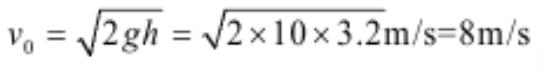 v₀ = √2gh = √2×10×3.2m/s=8m/s